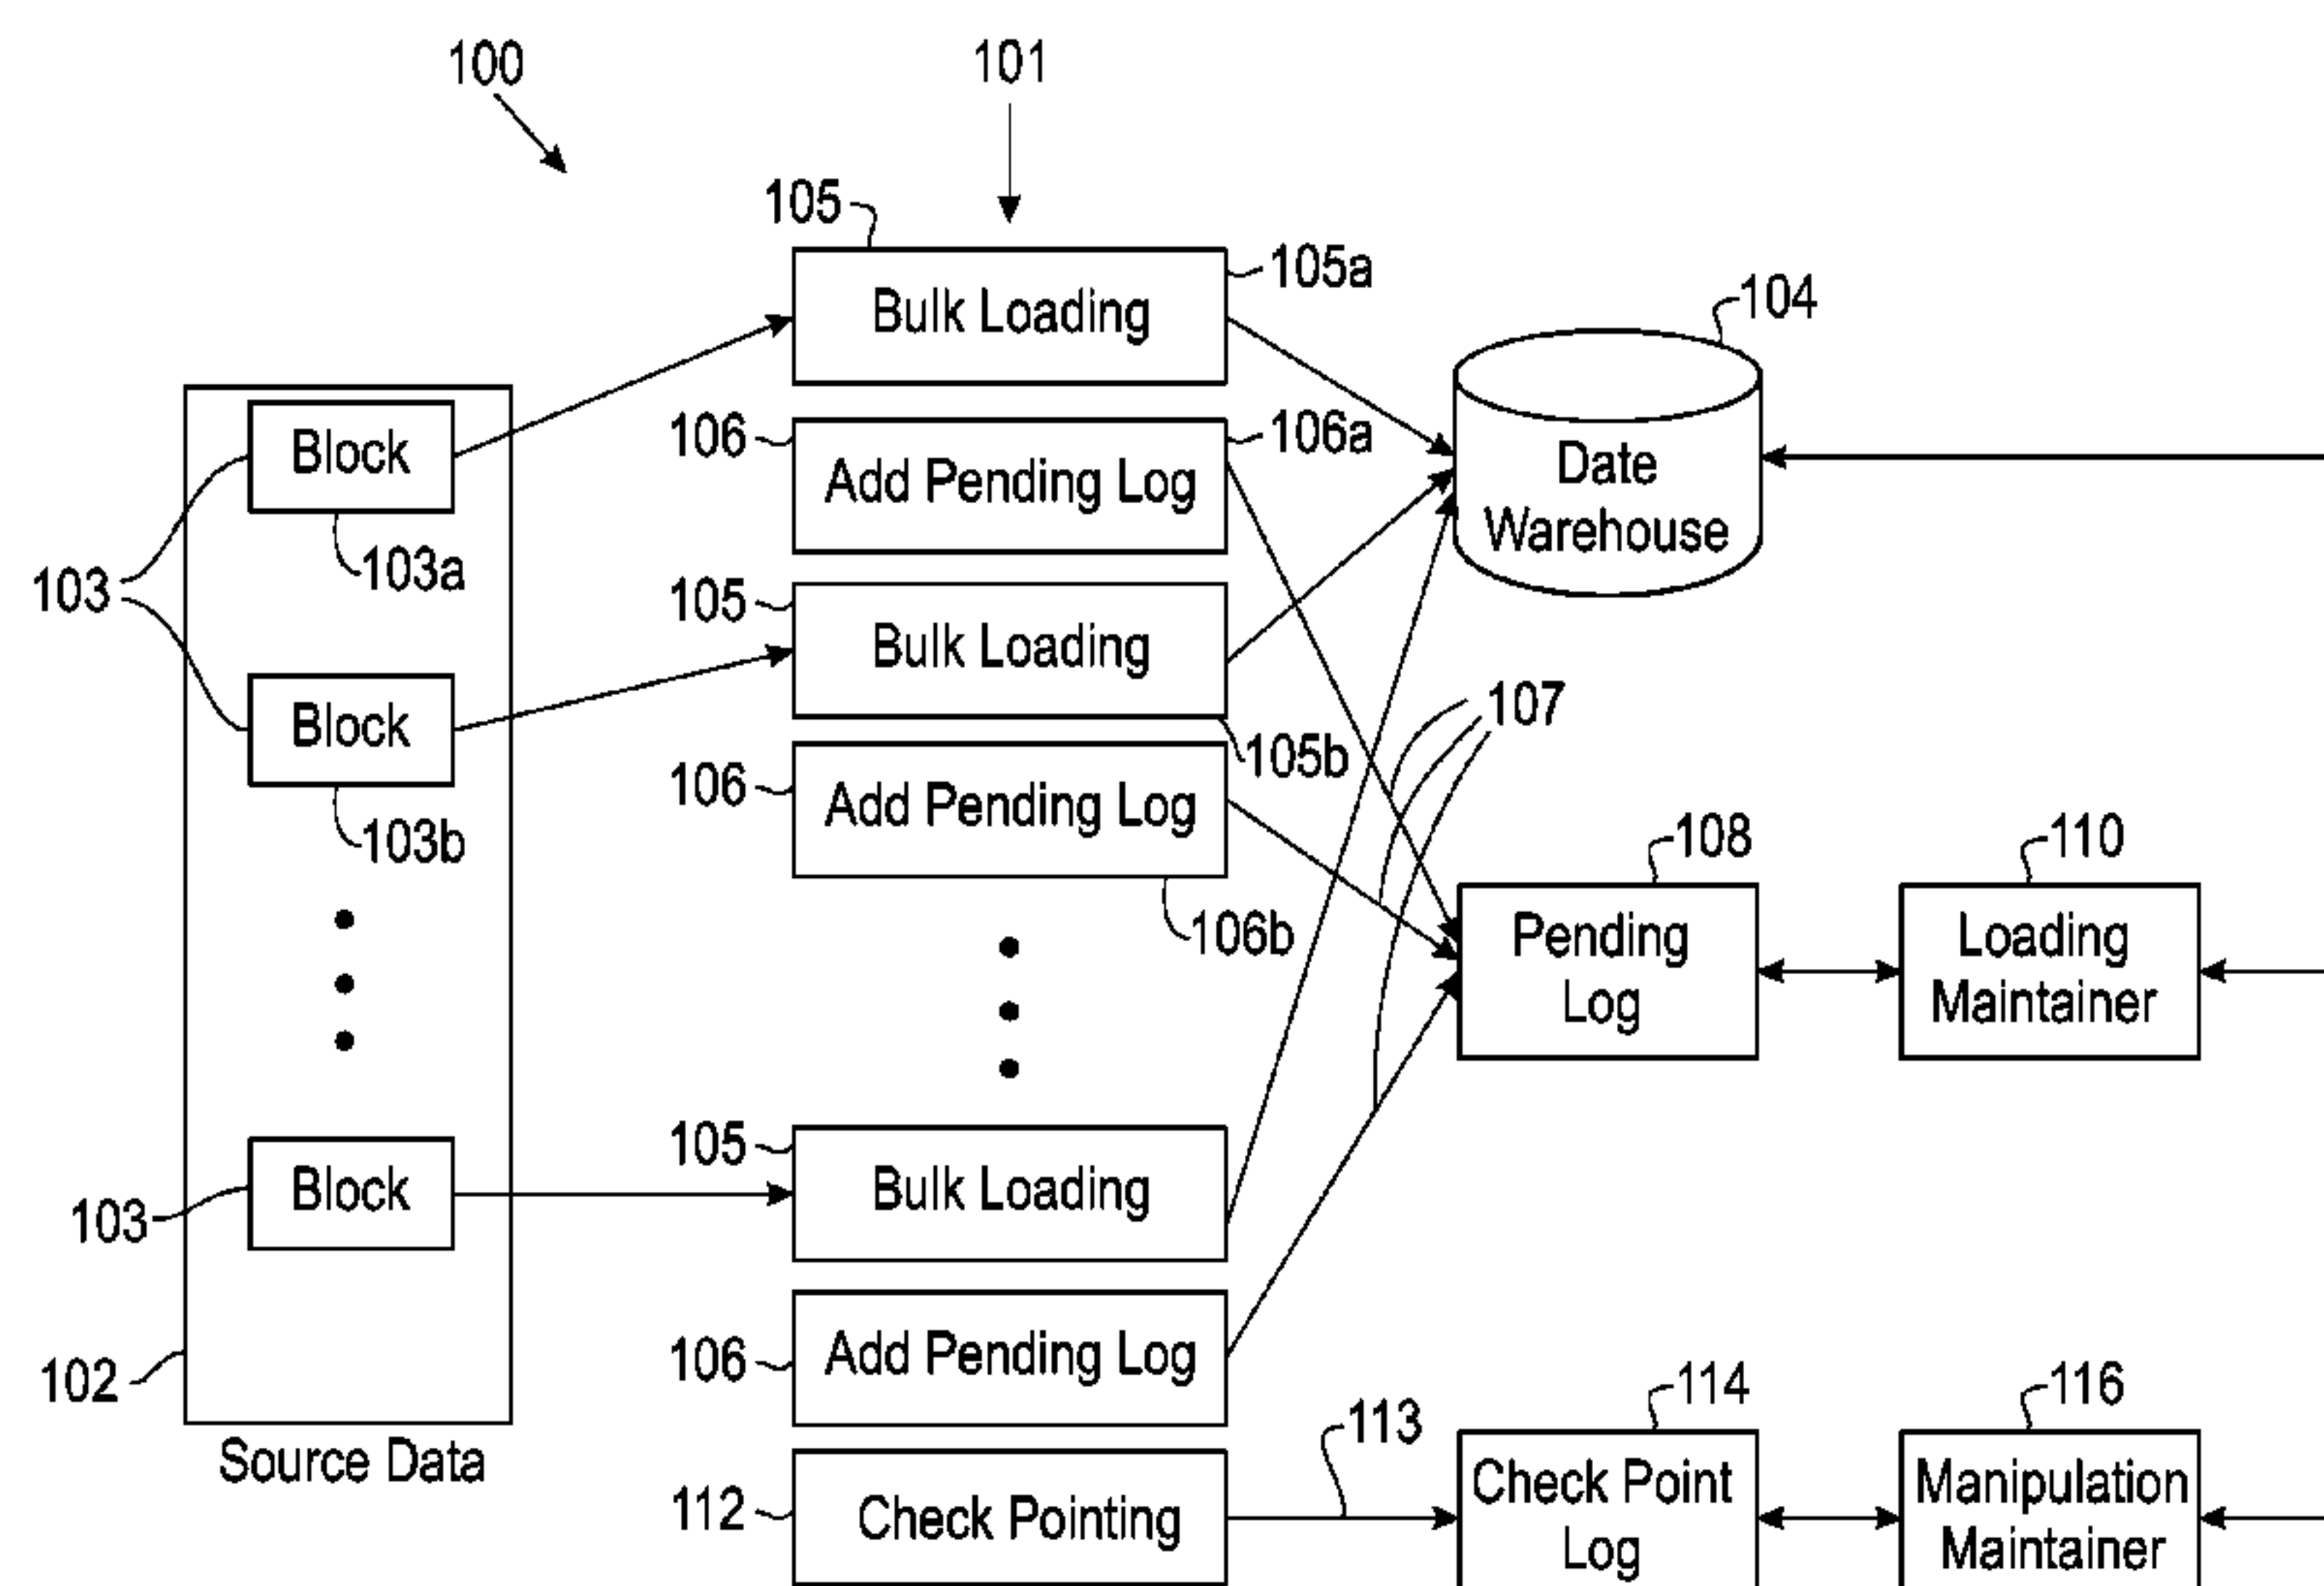 100
101
105
105a
Bulk Loading
104
Block
106
106a
Add Pending Log
Date
Warehouse
103a
103
105
Bulk Loading
107
Block
105b
106
Add Pending Log
103b
108
110
106b
Pending
Log
Loading
Maintainer
105
Bulk Loading
Block
103
106
Add Pending Log
102
114
116
113
Source Data
Check Point
Log
Manipulation
Maintainer
112
Check Pointing